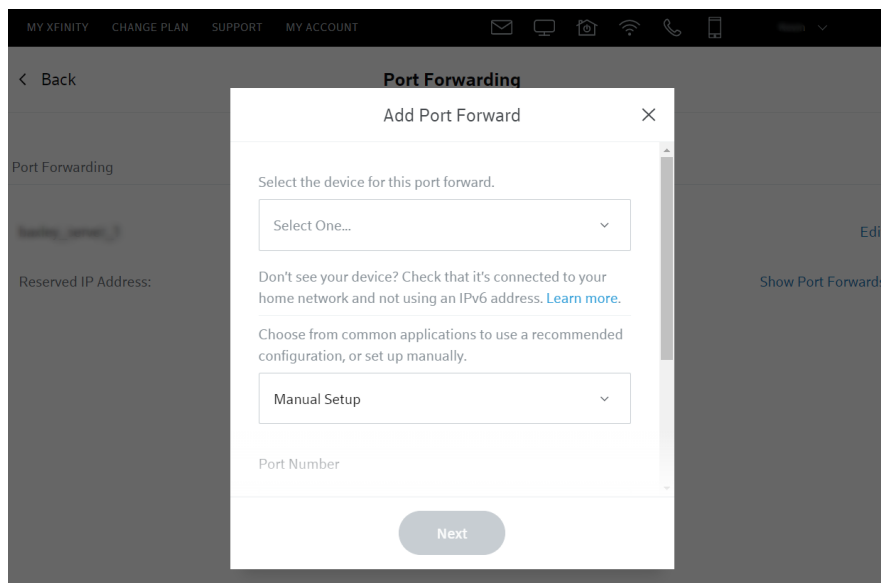 MY XFINITY CHANGE PLAN SUPPORT MY ACCOUNT
Back
Port Forwarding
Add Port Forward
Port Forwarding
Select the device for this port forward.
Select One...
Edi
Reserved IP Address:
Show Port Forwards
Don't see your device? Check that it's connected to your
home network and not using an IPv6 address. Learn more.
Choose from common applications to use a recommended
configuration, or set up manually.
Manual Setup
Port Number
Next